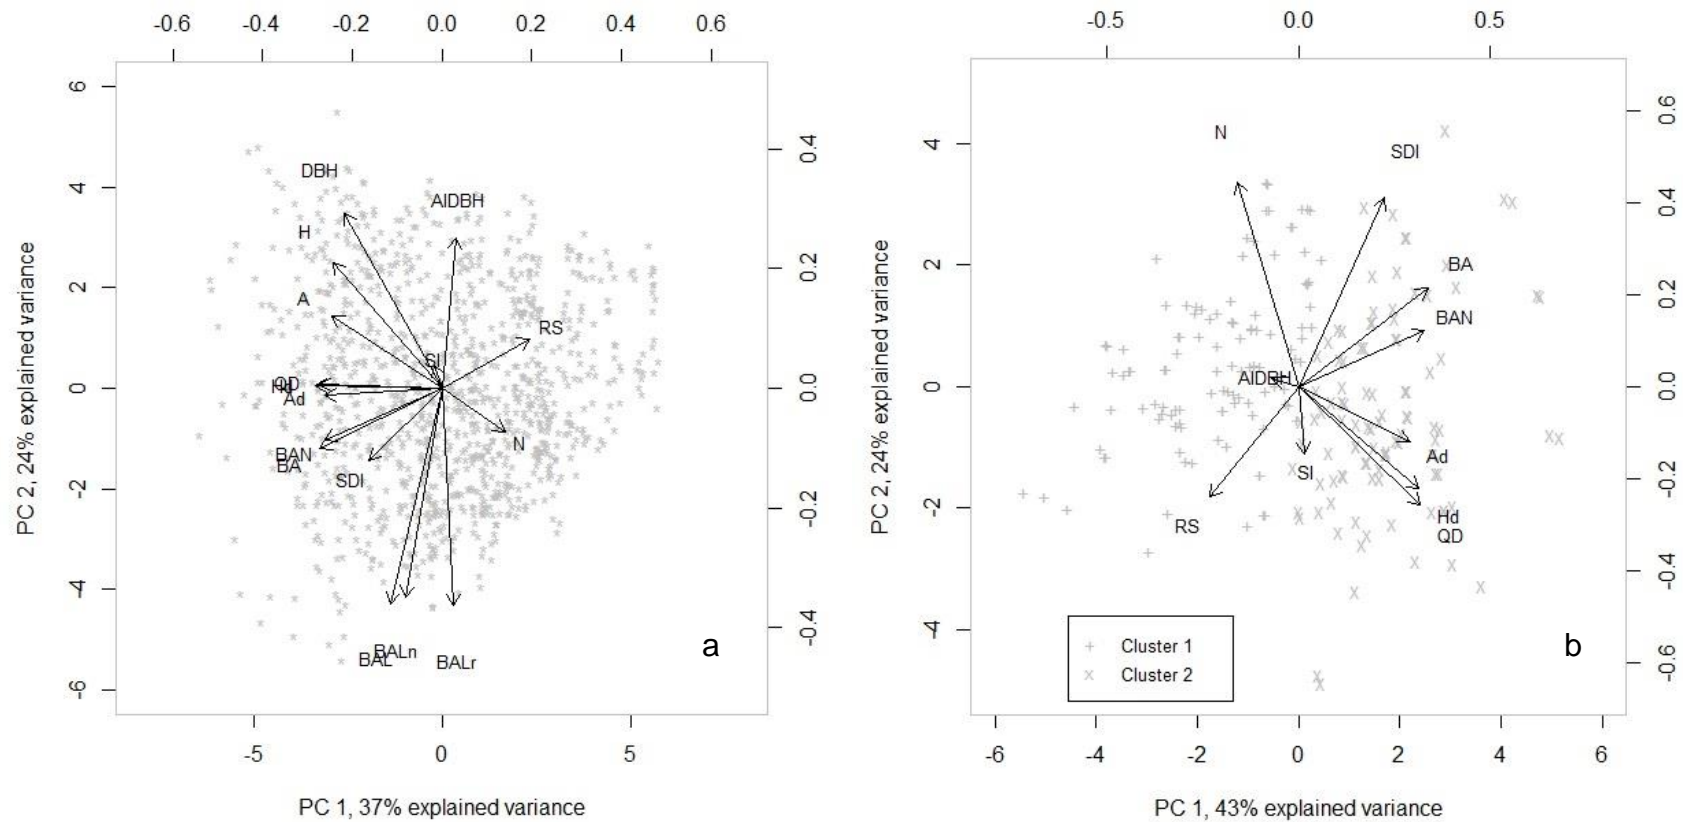 -0.6 -0.4 -0.2 0.0 0.2 0.4 0.6
6
4
2
0
-2
-4
-6
PC 2, 24% explained variance
DBH
AIDBH
H
A
RS
SI
QD
Hd
Ad
N
BAN
BA
SDI
BALn
BAL
BALr
a
0.4
0.2
0.0
-0.2
-0.4
-5 0 5
PC 1, 37% explained variance
-0.5 0.0 0.5
4
2
0
-2
-4
PC 2, 24% explained variance
N
SDI
BA
BAN
AIDBH
Ad
SI
Hd
QD
RS
Cluster 1
Cluster 2
b
0.6
0.4
0.2
0.0
-0.2
-0.4
-0.6
-6 -4 -2 0 2 4 6
PC 1, 43% explained variance